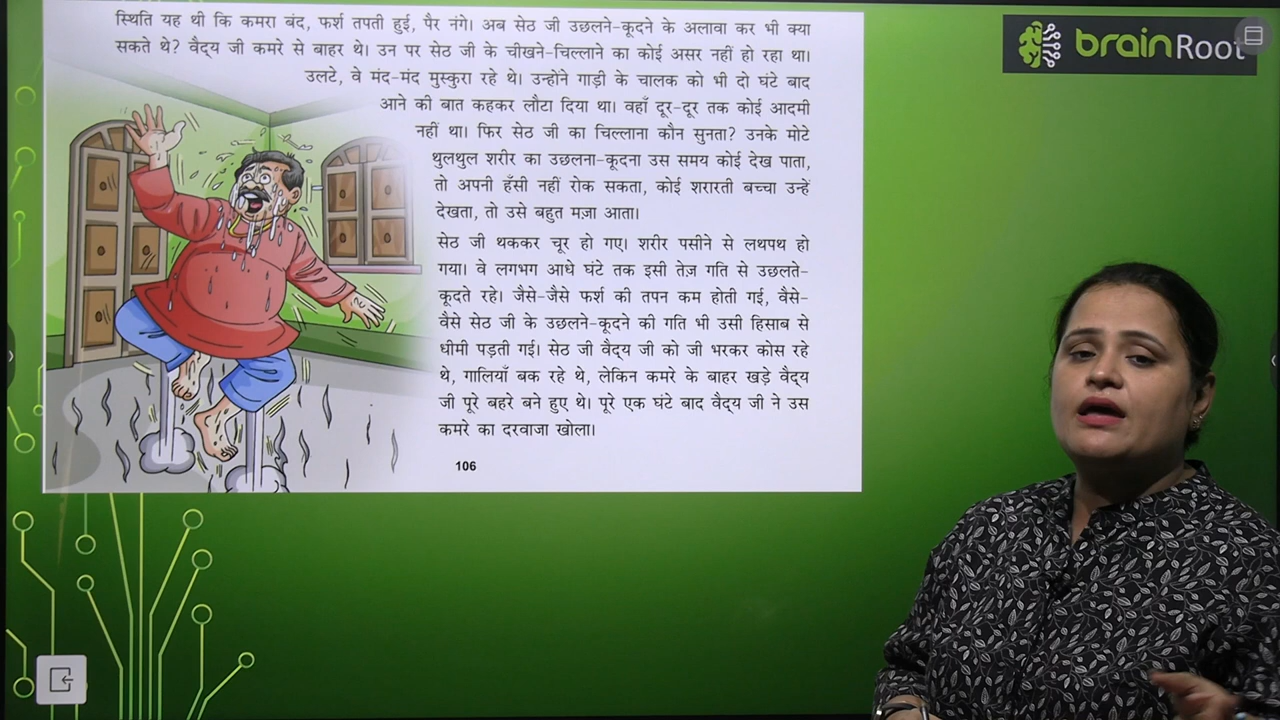 स्थिति यह थी कि कमरा बंद, फर्श तपती हुई, पैर नंगे। अब सेठ जी उछलने-कूदने के अलावा कर भी क्या
सकते थे? वैद्य जी कमरे से बाहर थे। उन पर सेठ जी के चीखने-चिल्लाने का कोई असर नहीं हो रहा था।
उलटे, वे मंद-मंद मुस्कुरा रहे थे। उन्होंने गाड़ी के चालक को भी दो घंटे बाद
आने की बात कहकर लौटा दिया था। वहाँ दूर-दूर तक कोई आदमी
नहीं था। फिर सेठ जी का चिल्लाना कौन सुनता? उनके मोटे
थुलथुल शरीर का उछलना-कूदना उस समय कोई देख पाता,
तो अपनी हँसी नहीं रोक सकता, कोई शरारती बच्चा उन्हें
देखता, तो उसे बहुत मज़ा आता।
सेठ जी थककर चूर हो गए। शरीर पसीने से लथपथ हो
गया। वे लगभग आधे घंटे तक इसी तेज़ गति से उछलते-
कूदते रहे। जैसे-जैसे फर्श की तपन कम होती गई, वैसे-
वैसे सेठ जी के उछलने-कूदने की गति भी उसी हिसाब से
धीमी पड़ती गई। सेठ जी वैद्य जी को जी भरकर कोस रहे
थे, गालियाँ बक रहे थे, लेकिन कमरे के बाहर खड़े वैद्य
जी पूरे बहरे बने हुए थे। पूरे एक घंटे बाद वैद्य जी ने उस
कमरे का दरवाजा खोला।
106
brainRoot